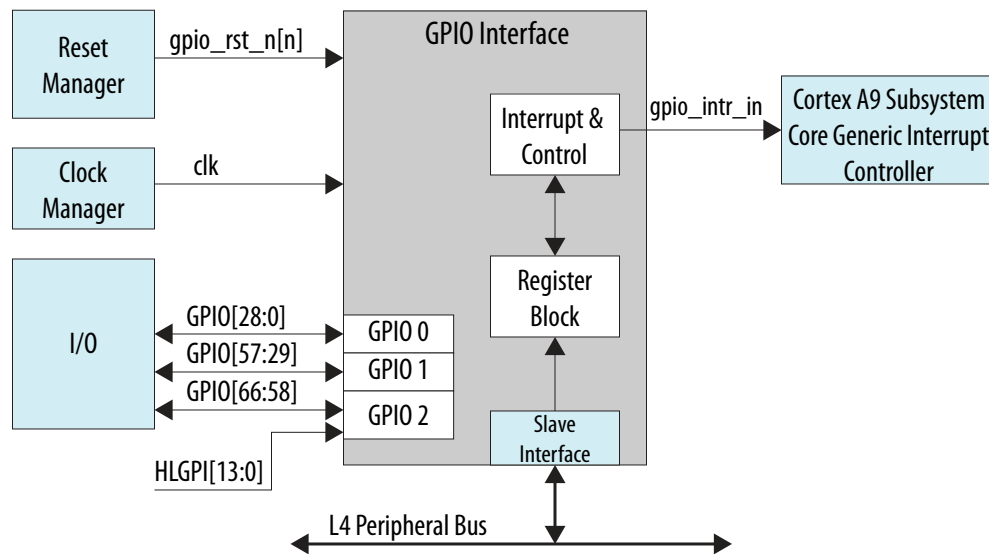 Reset
Manager
gpio_rst_n[n]
GPIO Interface
Interrupt &
Control
gpio_intr_in
Cortex A9 Subsystem
Core Generic Interrupt
Controller
Clock
Manager
clk
Register
Block
I/O
GPIO[28:0]
GPIO 0
GPIO[57:29]
GPIO 1
GPIO[66:58]
GPIO 2
Slave
Interface
HLGPI[13:0]
L4 Peripheral Bus